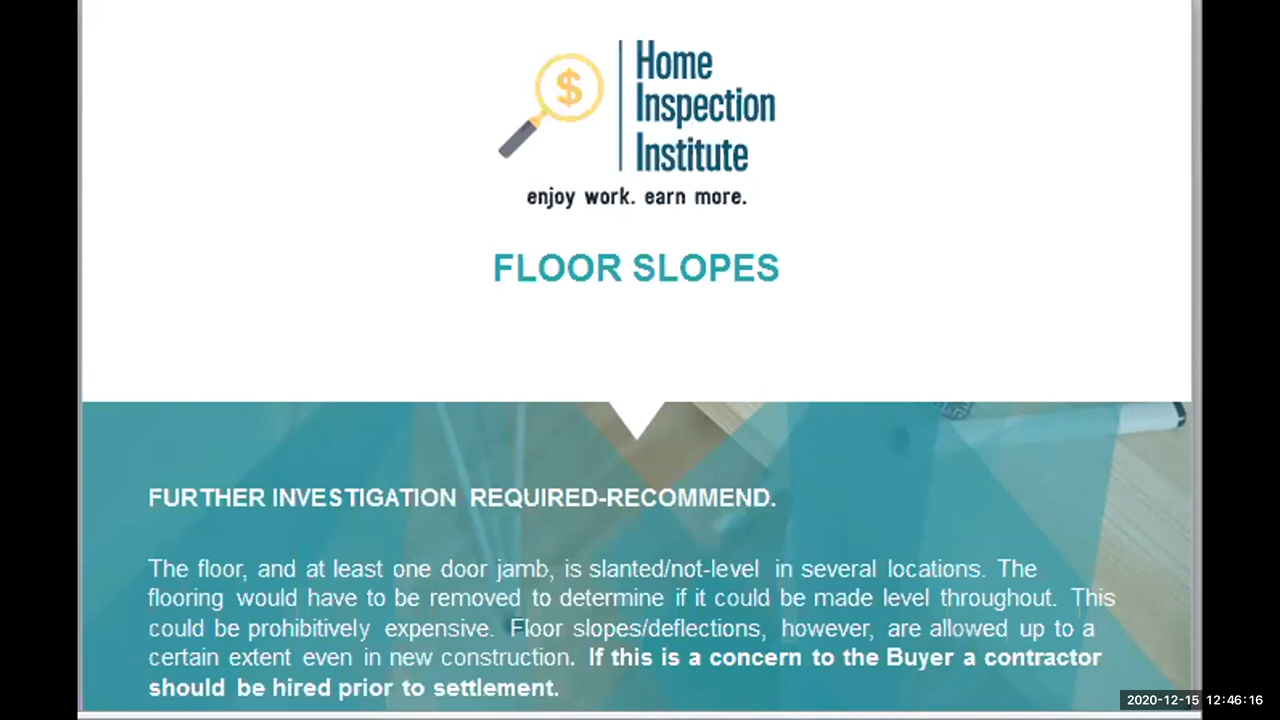 $
Home
Inspection
Institute
enjoy work. earn more.
FLOOR SLOPES
FURTHER INVESTIGATION REQUIRED-RECOMMEND.
The floor, and at least one door jamb, is slanted/not-level in several locations. The
flooring would have to be removed to determine if it could be made level throughout. This
could be prohibitively expensive. Floor slopes/deflections, however, are allowed up to a
certain extent even in new construction. If this is a concern to the Buyer a contractor
should be hired prior to settlement.
2020-12-15 12:46:16